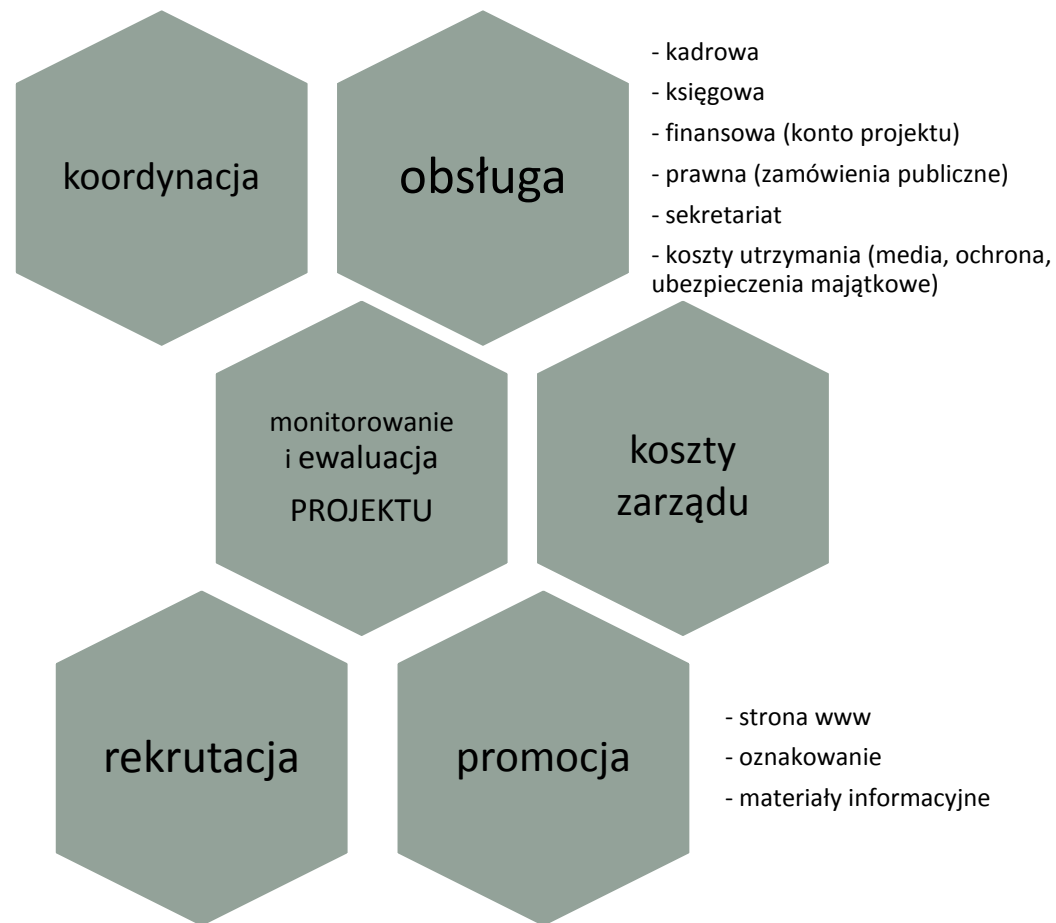 koordynacja
obsługa
- kadrowa
- księgowa
- finansowa (konto projektu)
- prawna (zamówienia publiczne)
- sekretariat
- koszty utrzymania (media, ochrona,
ubezpieczenia majątkowe)
monitorowanie
i ewaluacja
PROJEKTU
koszty
zarządu
rekrutacja
promocja
- strona www
- oznakowanie
- materiały informacyjne